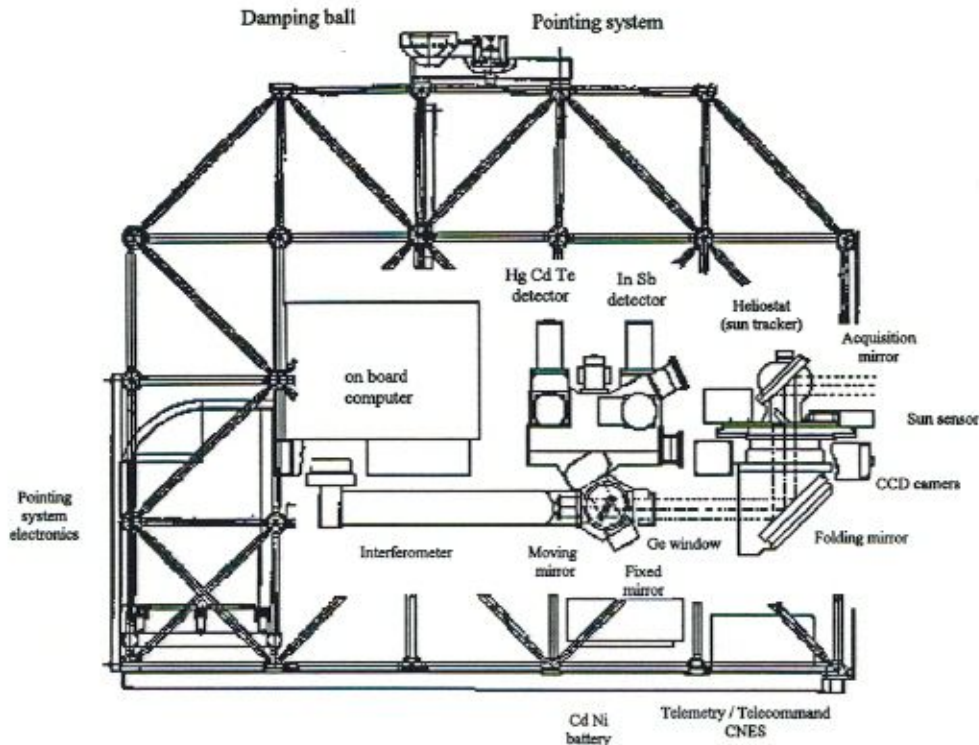 Damping ball
Pointing system
Hg Cd Te
detector
In Sb
detector
Heliostat
(sun tracker)
Acquisition
mirror
on board
computer
Sun sensor
CCD camera
Pointing
system
electronics
Interferometer
Moving
mirror
Ge window
Folding mirror
Fixed
mirror
Cd Ni
battery
Telemetry / Telecommand
CNES